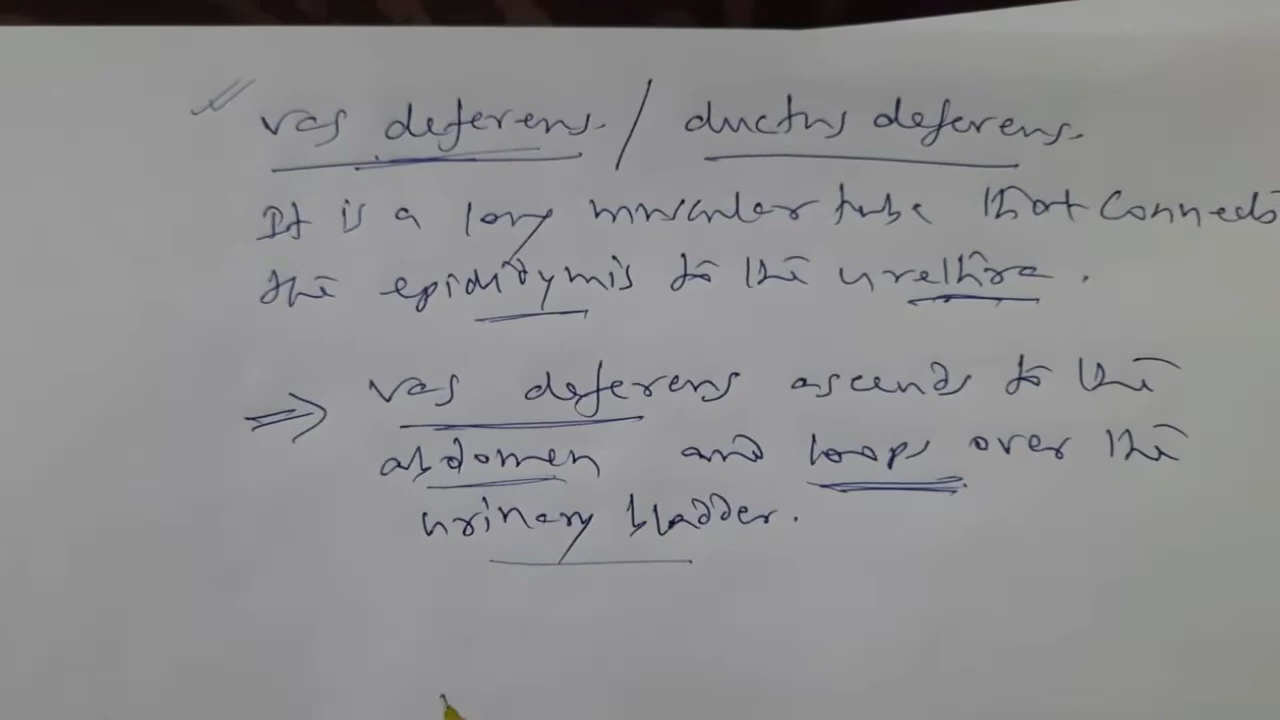 vas deferens. / ductus deferens.
It is a long muscular tube that connects
the epididymis to the urethra.
⇒ vas deferens ascends to the
abdomen and loops over the
urinary bladder.